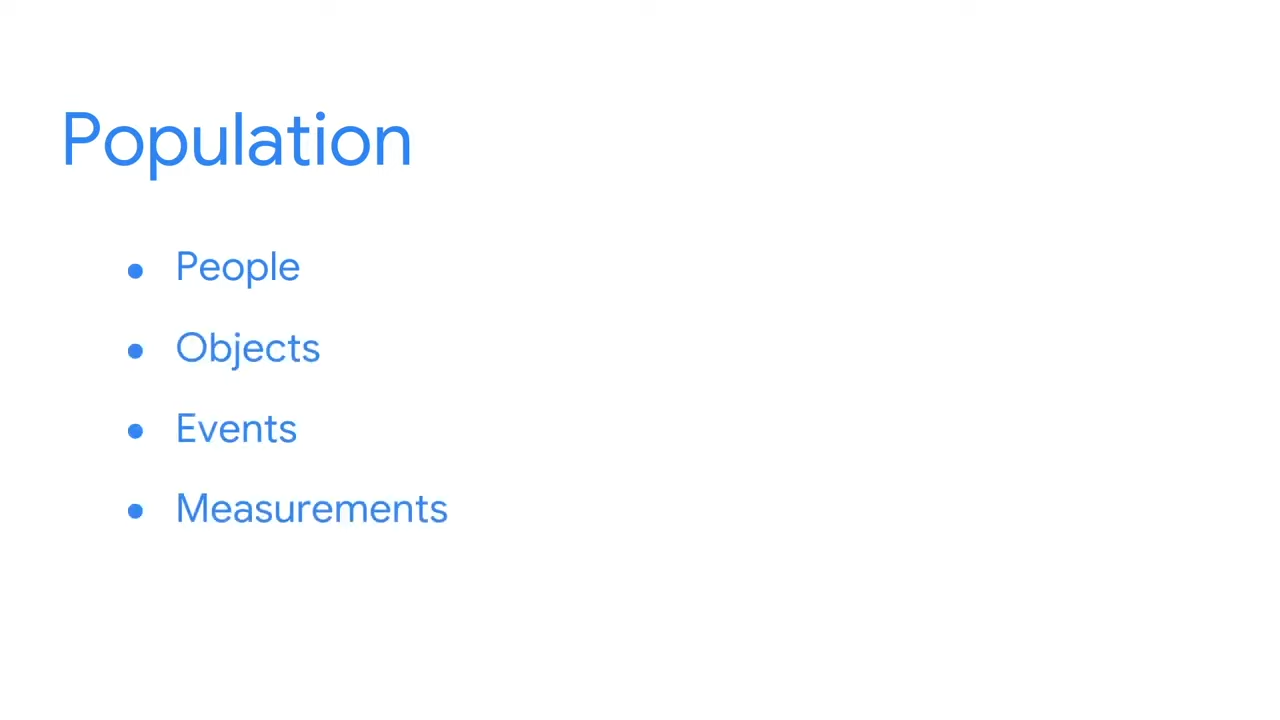 Population
● People
● Objects
● Events
● Measurements